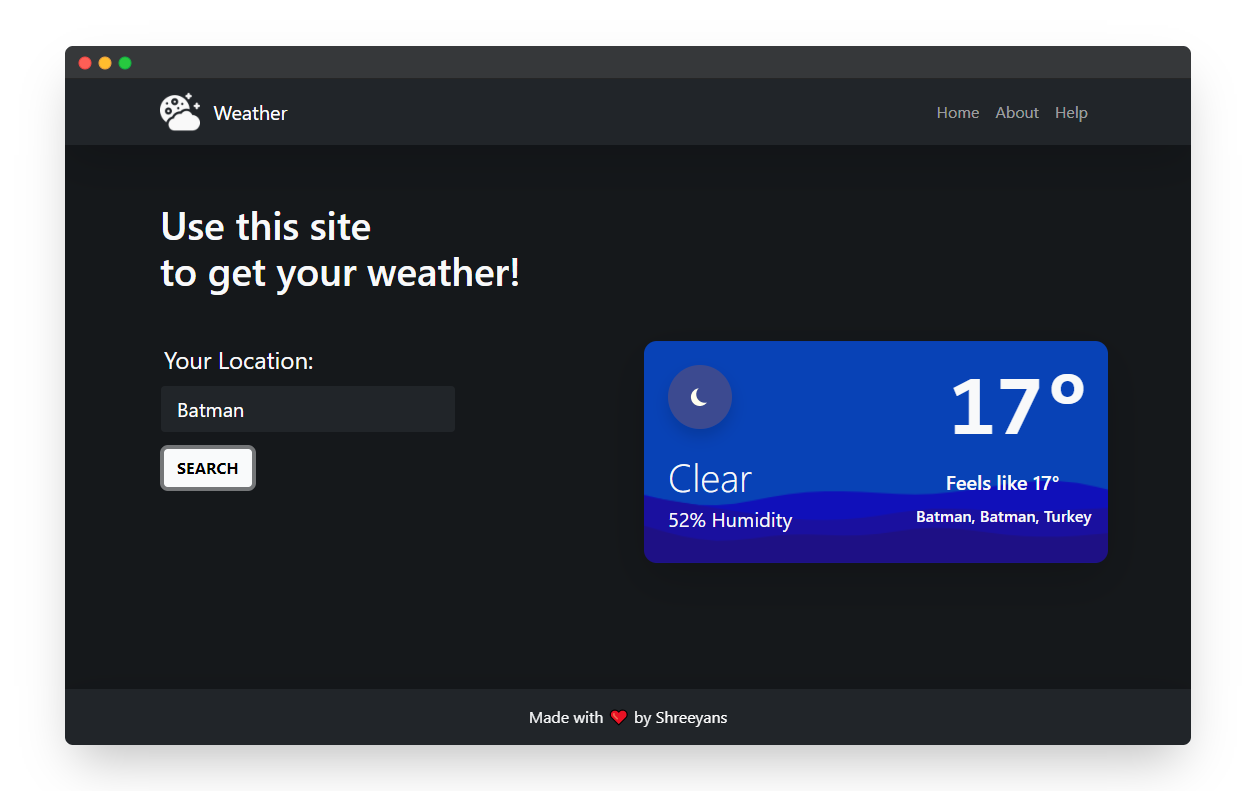 Weather
Home About Help
Use this site
to get your weather!
Your Location:
Batman
SEARCH
17°
Clear
Feels like 17°
52% Humidity
Batman, Batman, Turkey
Made with ❤️ by Shreeyans